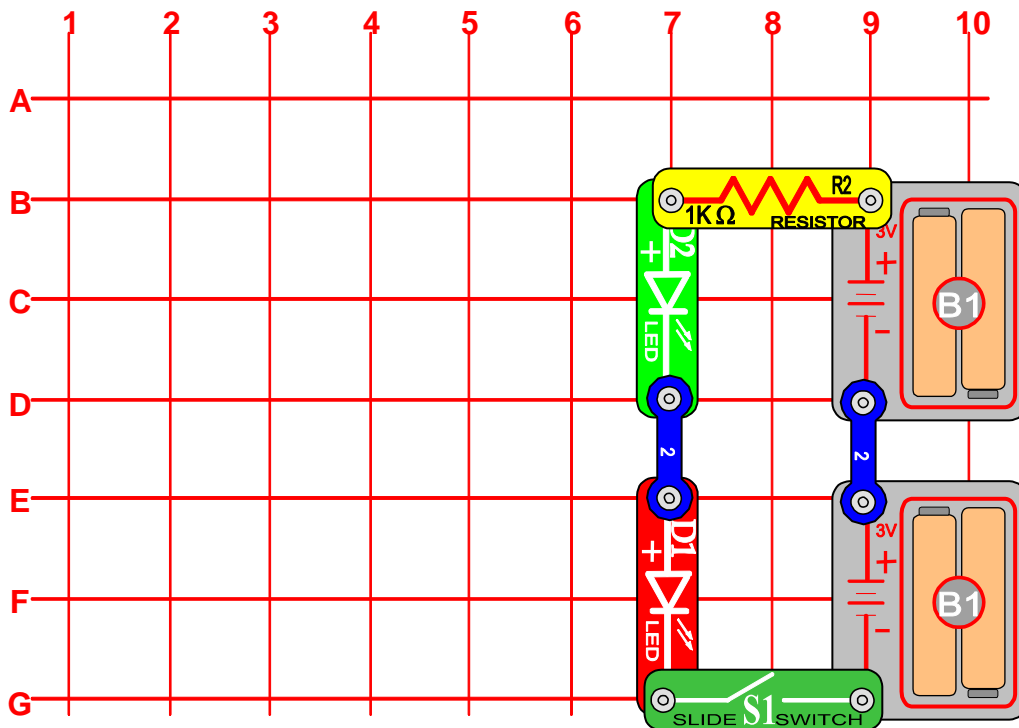 1 2 3 4 5 6 7 8 9 10
A
B
R2
1K Ω
RESISTOR
D2
+
LED
3V
+
B1
-
C
D
2
2
E
D1
+
LED
3V
+
B1
-
F
G
SLIDE S1 SWITCH